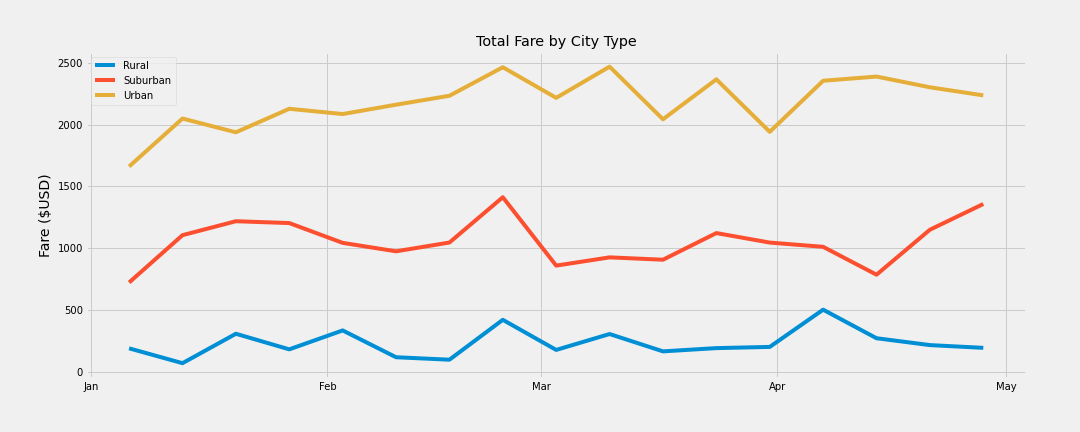 Total Fare by City Type
Rural
Suburban
Urban
Fare ($USD)
2500
2000
1500
1000
500
0
Jan Feb Mar Apr May